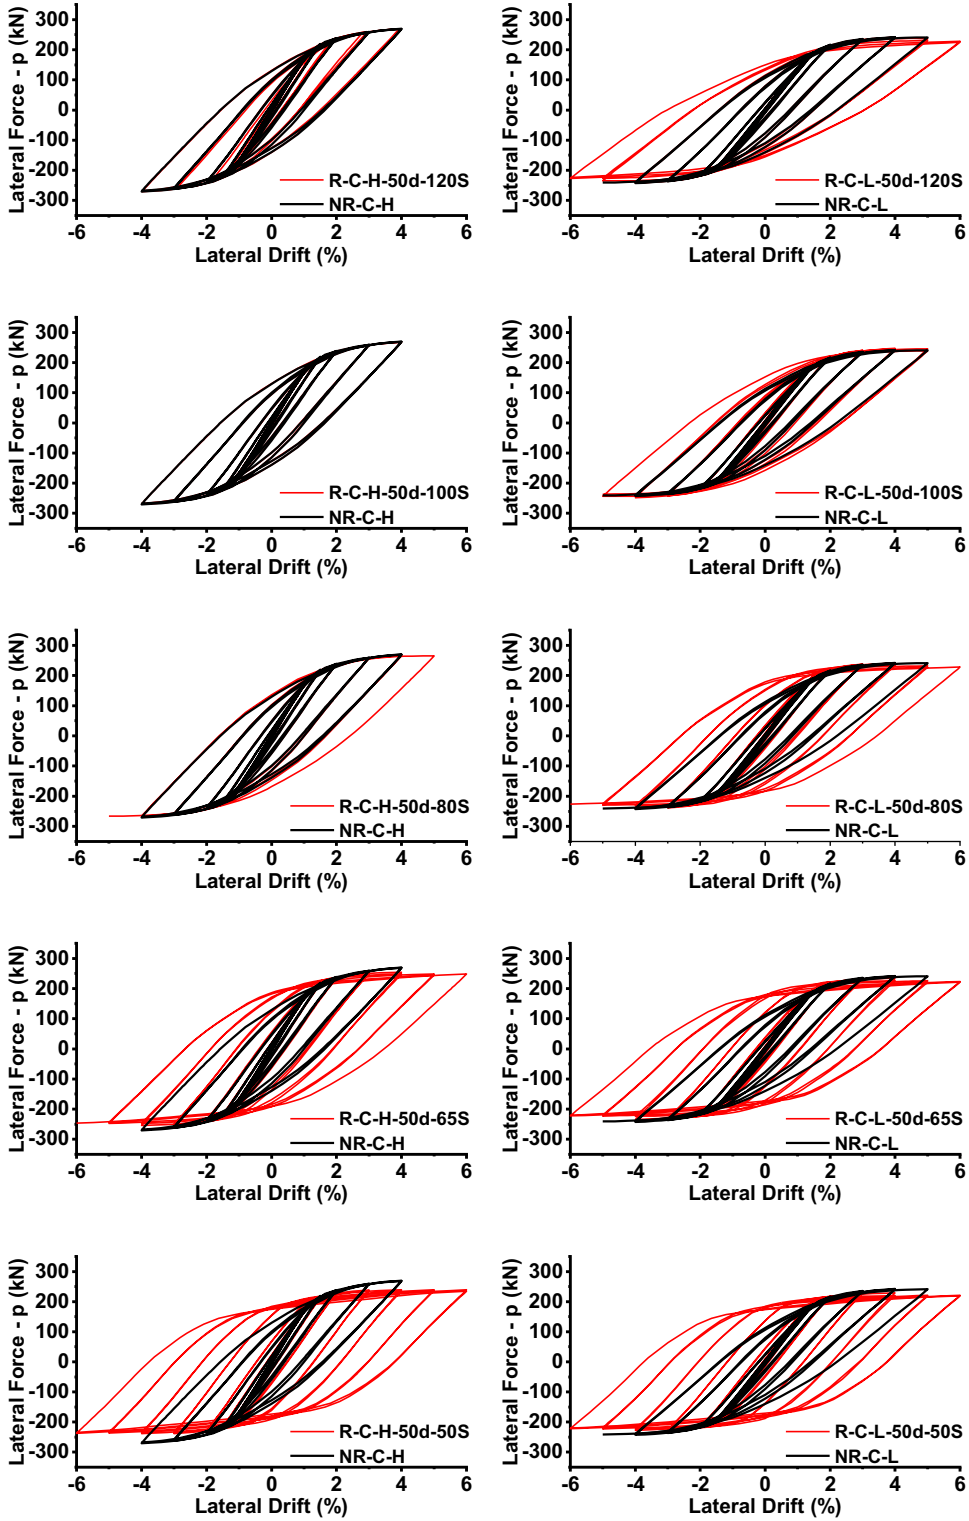 Lateral Force - p (kN)
300
200
100
0
-100
-200
-300
R-C-H-50d-120S
NR-C-H
-6 -4 -2 0 2 4 6
Lateral Drift (%)
Lateral Force - p (kN)
300
200
100
0
-100
-200
-300
R-C-L-50d-120S
NR-C-L
-6 -4 -2 0 2 4 6
Lateral Drift (%)
Lateral Force - p (kN)
300
200
100
0
-100
-200
-300
R-C-H-50d-100S
NR-C-H
-6 -4 -2 0 2 4 6
Lateral Drift (%)
Lateral Force - p (kN)
300
200
100
0
-100
-200
-300
R-C-L-50d-100S
NR-C-L
-6 -4 -2 0 2 4 6
Lateral Drift (%)
Lateral Force - p (kN)
300
200
100
0
-100
-200
-300
R-C-H-50d-80S
NR-C-H
-6 -4 -2 0 2 4 6
Lateral Drift (%)
Lateral Force - p (kN)
300
200
100
0
-100
-200
-300
R-C-L-50d-80S
NR-C-L
-6 -4 -2 0 2 4 6
Lateral Drift (%)
Lateral Force - p (kN)
300
200
100
0
-100
-200
-300
R-C-H-50d-65S
NR-C-H
-6 -4 -2 0 2 4 6
Lateral Drift (%)
Lateral Force - p (kN)
300
200
100
0
-100
-200
-300
R-C-L-50d-65S
NR-C-L
-6 -4 -2 0 2 4 6
Lateral Drift (%)
Lateral Force - p (kN)
300
200
100
0
-100
-200
-300
R-C-H-50d-50S
NR-C-H
-6 -4 -2 0 2 4 6
Lateral Drift (%)
Lateral Force - p (kN)
300
200
100
0
-100
-200
-300
R-C-L-50d-50S
NR-C-L
-6 -4 -2 0 2 4 6
Lateral Drift (%)